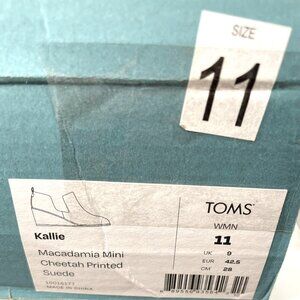 SIZE
11
Kallie
Macadamia Mini
Cheetah Printed
Suede
10016177
MADE IN CHINA
TOMS
WMN
11
UK 9
EUR 42.5
CM 28